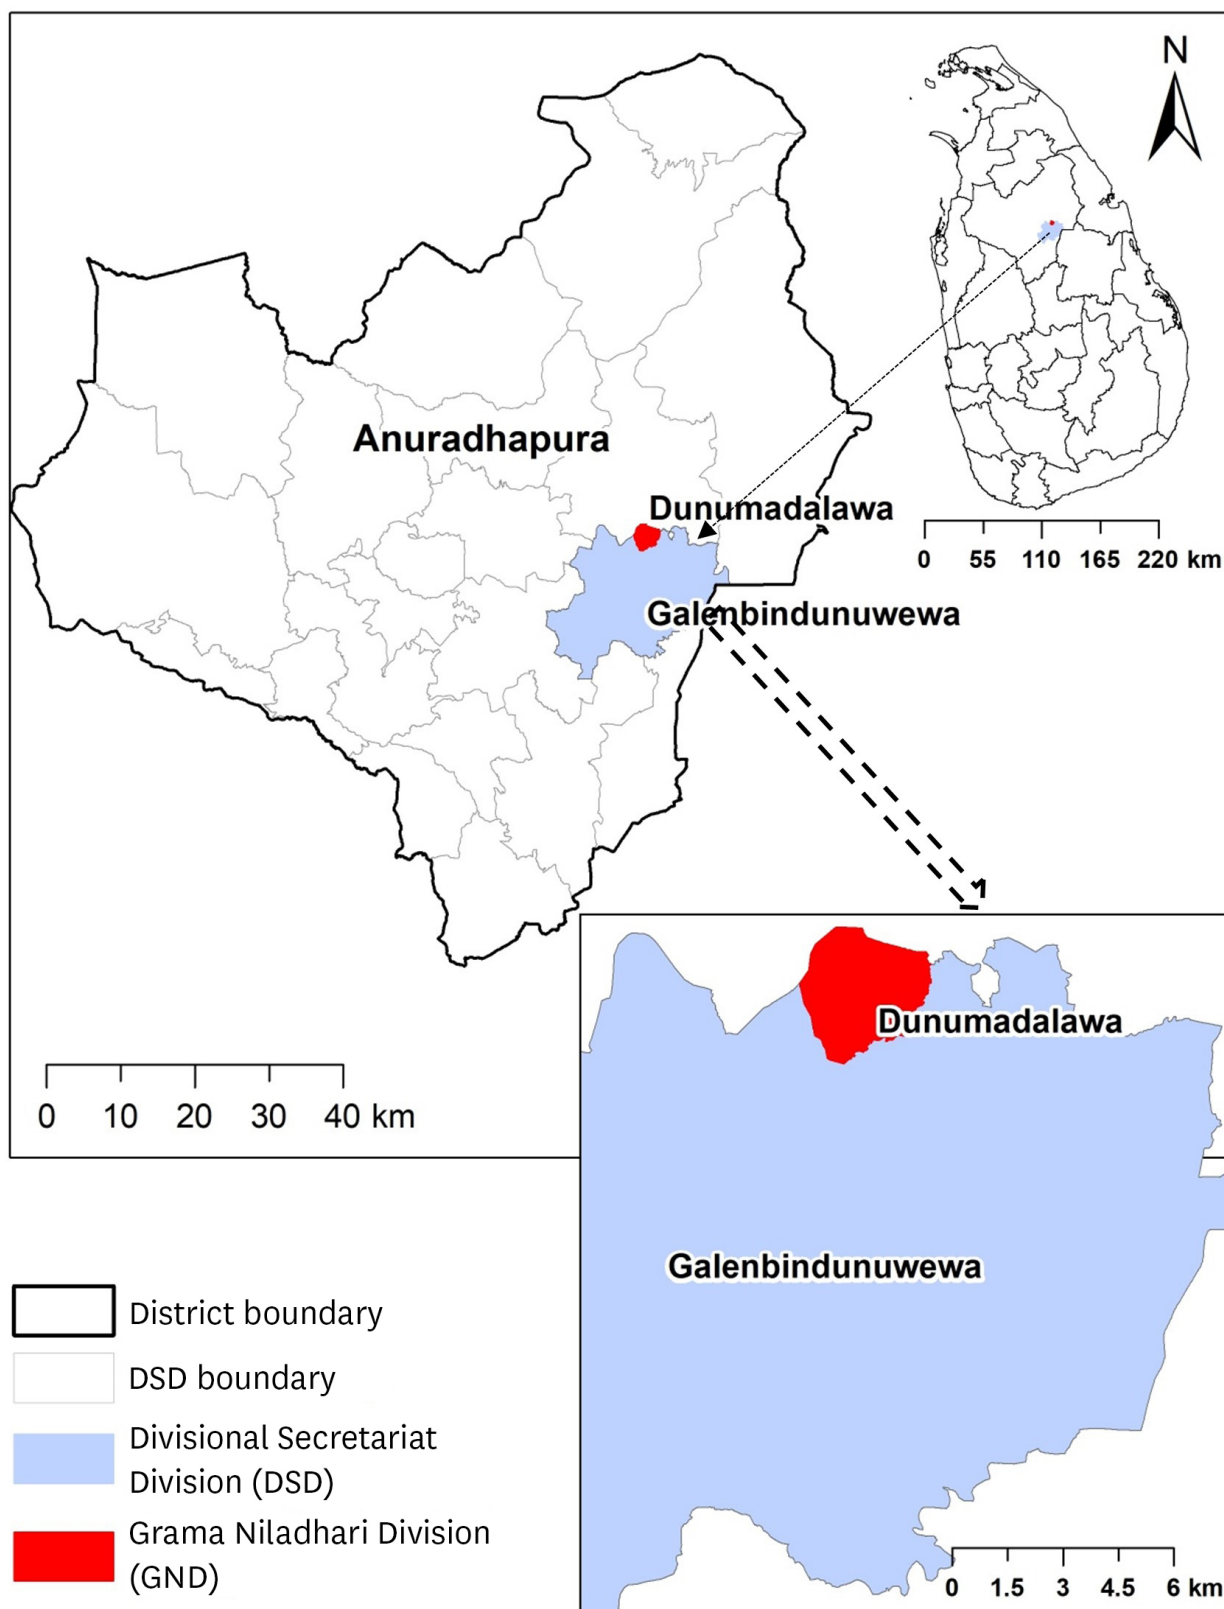 N
Anuradhapura
Dunumadalawa
0 55 110 165 220 km
Galenbindunuwewa
Dunumadalawa
0 10 20 30 40 km
Galenbindunuwewa
District boundary
DSD boundary
Divisional Secretariat
Division (DSD)
Grama Niladhari Division
(GND)
0 1.5 3 4.5 6 km